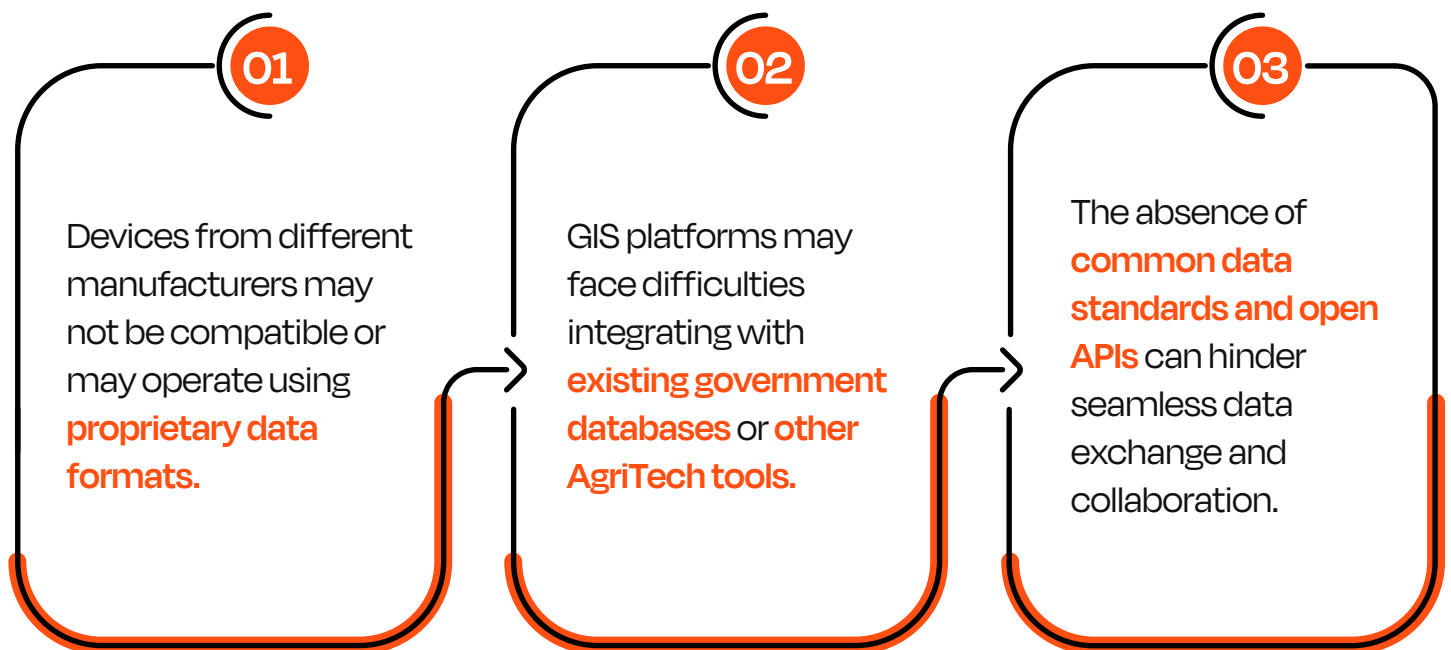 01
Devices from different
manufacturers may
not be compatible or
may operate using
proprietary data
formats.
02
GIS platforms may
face difficulties
integrating with
existing government
databases or other
AgriTech tools.
03
The absence of
common data
standards and open
APIs can hinder
seamless data
exchange and
collaboration.